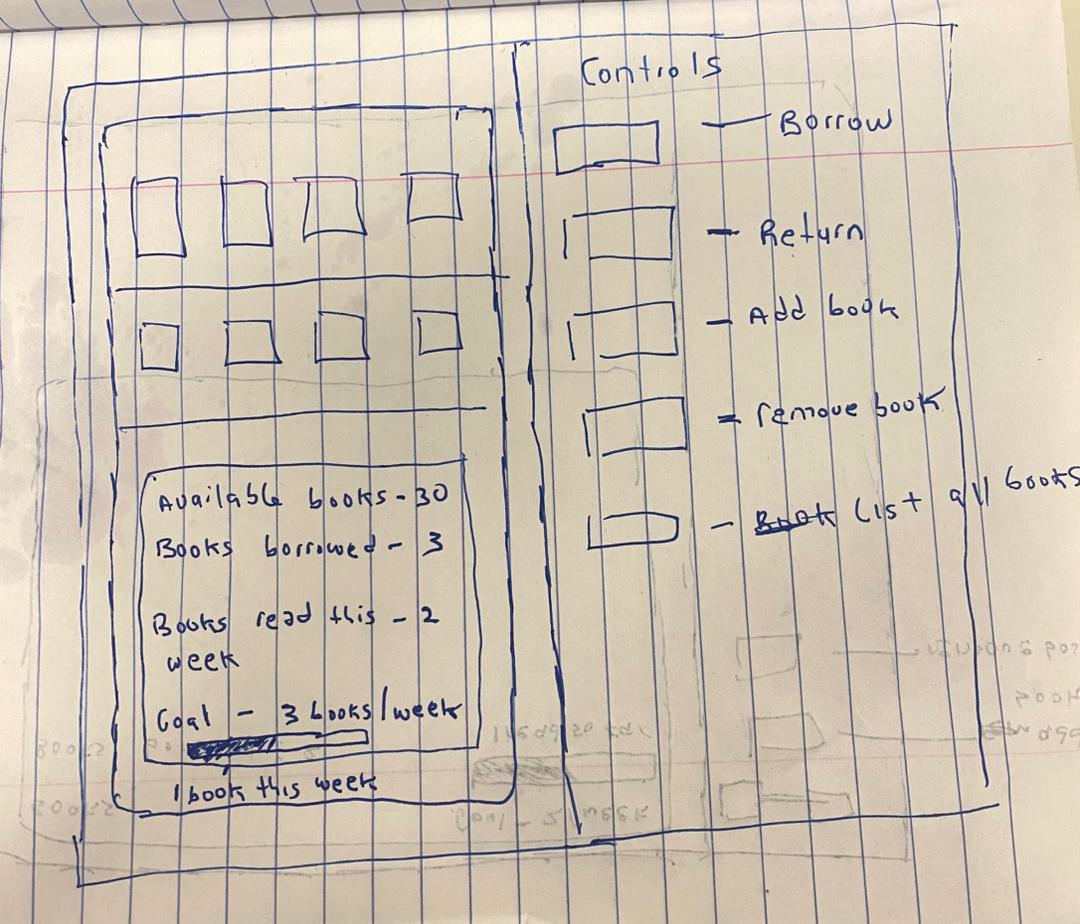 Controls
Borrow
Return
Add book
remove book
List all books
Available books - 30
Books borrowed - 3
Books read this - 2
week
Goal - 3 books/week
1 book this week